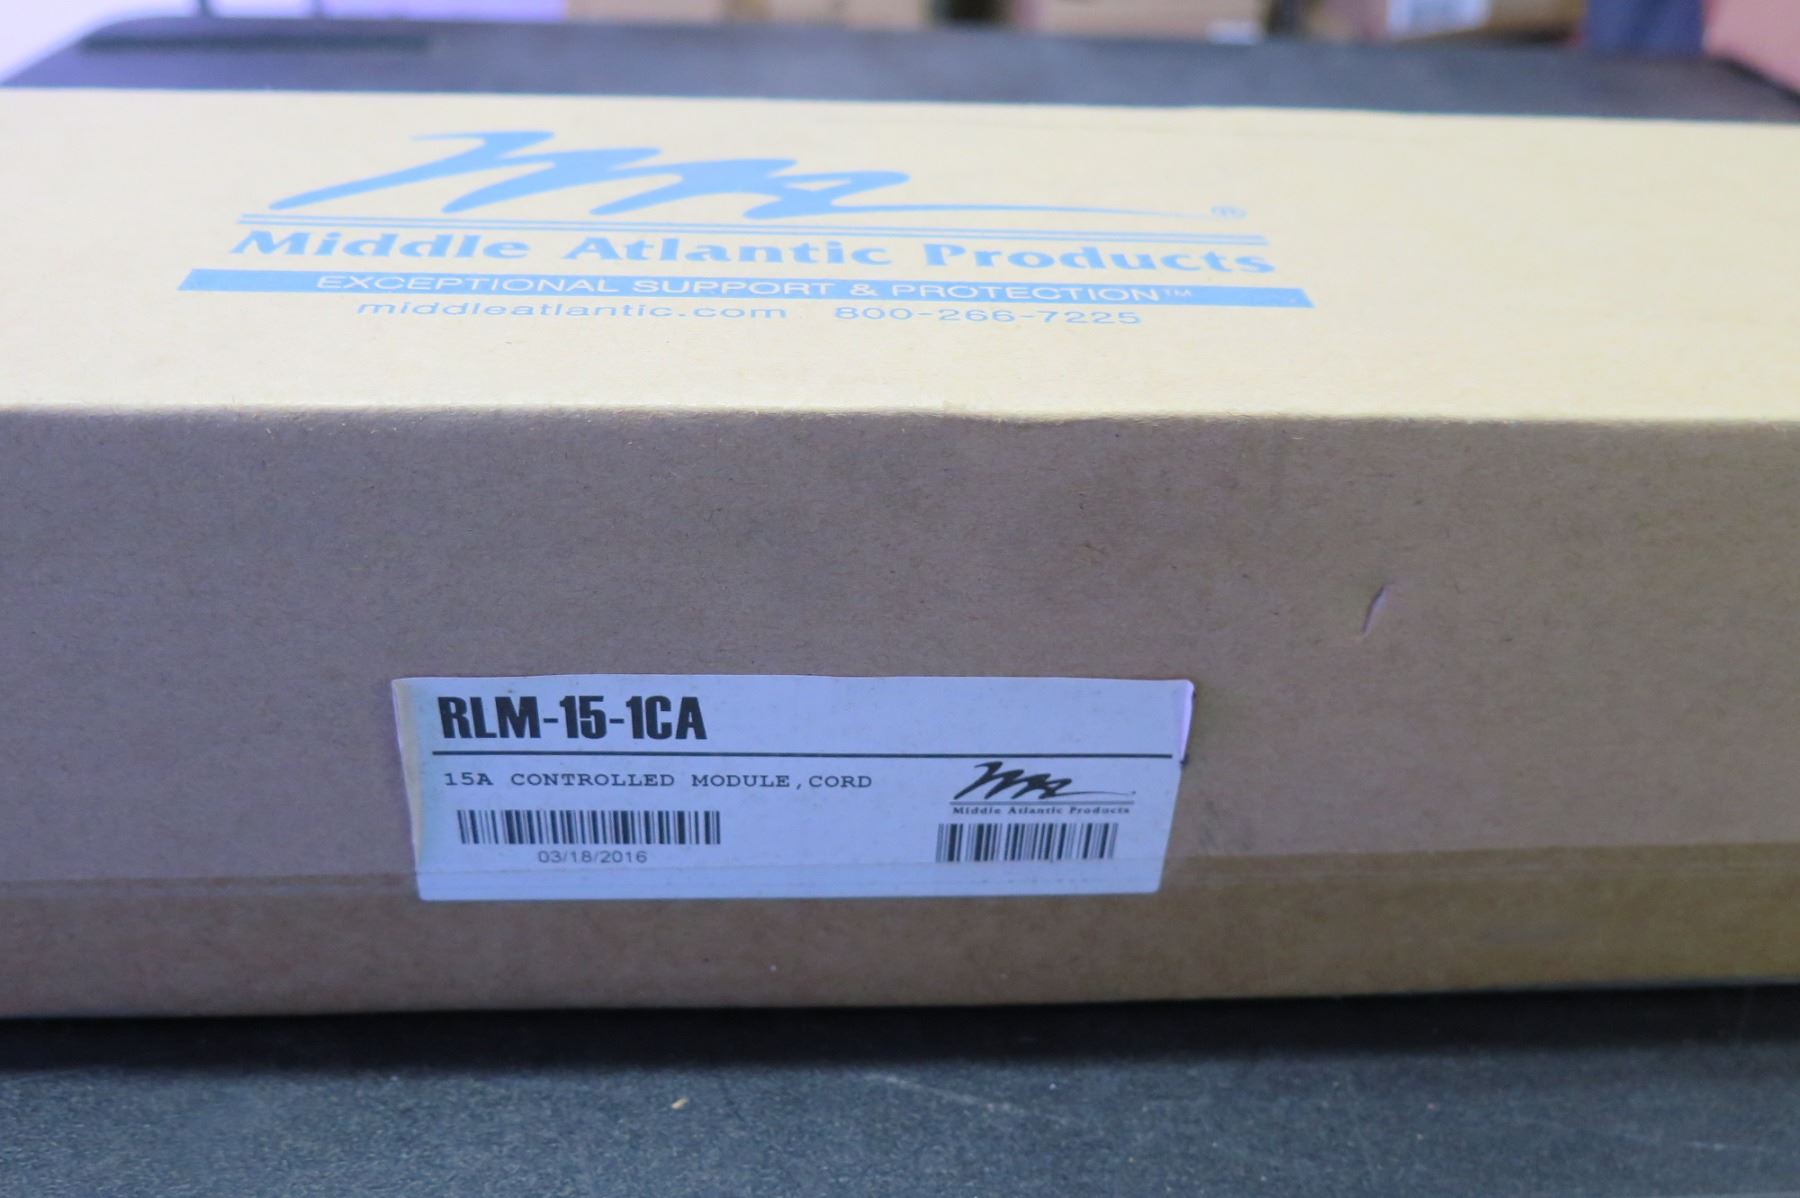 Middle Atlantic Products ®
EXCEPTIONAL SUPPORT & PROTECTION™
middleatlantic.com 800-266-7225
RLM-15-1CA
15A CONTROLLED MODULE, CORD
Middle Atlantic Products
03/18/2016